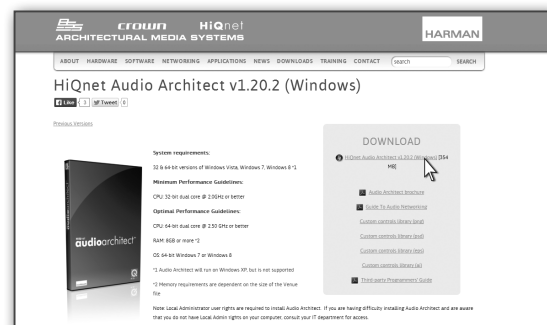 BSS crown HiQnet
ARCHITECTURAL MEDIA SYSTEMS
HARMAN
ABOUT HARDWARE SOFTWARE NETWORKING APPLICATIONS NEWS DOWNLOADS TRAINING CONTACT search SEARCH
HiQnet Audio Architect v1.20.2 (Windows)
Like 3 Tweet 0
Previous Versions
System requirements:
32 & 64-bit versions of Windows Vista, Windows 7, Windows 8 *1
Minimum Performance Guidelines:
CPU: 32-bit dual core @ 2.0GHz or better
Optimal Performance Guidelines:
CPU: 64-bit dual core @ 2.50 GHz or better
RAM: 8GB or more *2
OS: 64-bit Windows 7 or Windows 8
*1 Audio Architect will run on Windows XP, but is not supported
*2 Memory requirements are dependent on the size of the Venue
file
Note: Local Administrator user rights are required to install Audio Architect. If you are having difficulty installing Audio Architect and are aware
that you do not have Local Admin rights on your computer, consult your IT department for access.
audioarchitect
DOWNLOAD
HiQnet Audio Architect v1.20.2 (Windows) [354
MB]
Audio Architect brochure
Guide To Audio Networking
Custom controls library (psd)
Custom controls library (png)
Custom controls library (eps)
Custom controls library (ai)
Third party Programmers' Guide